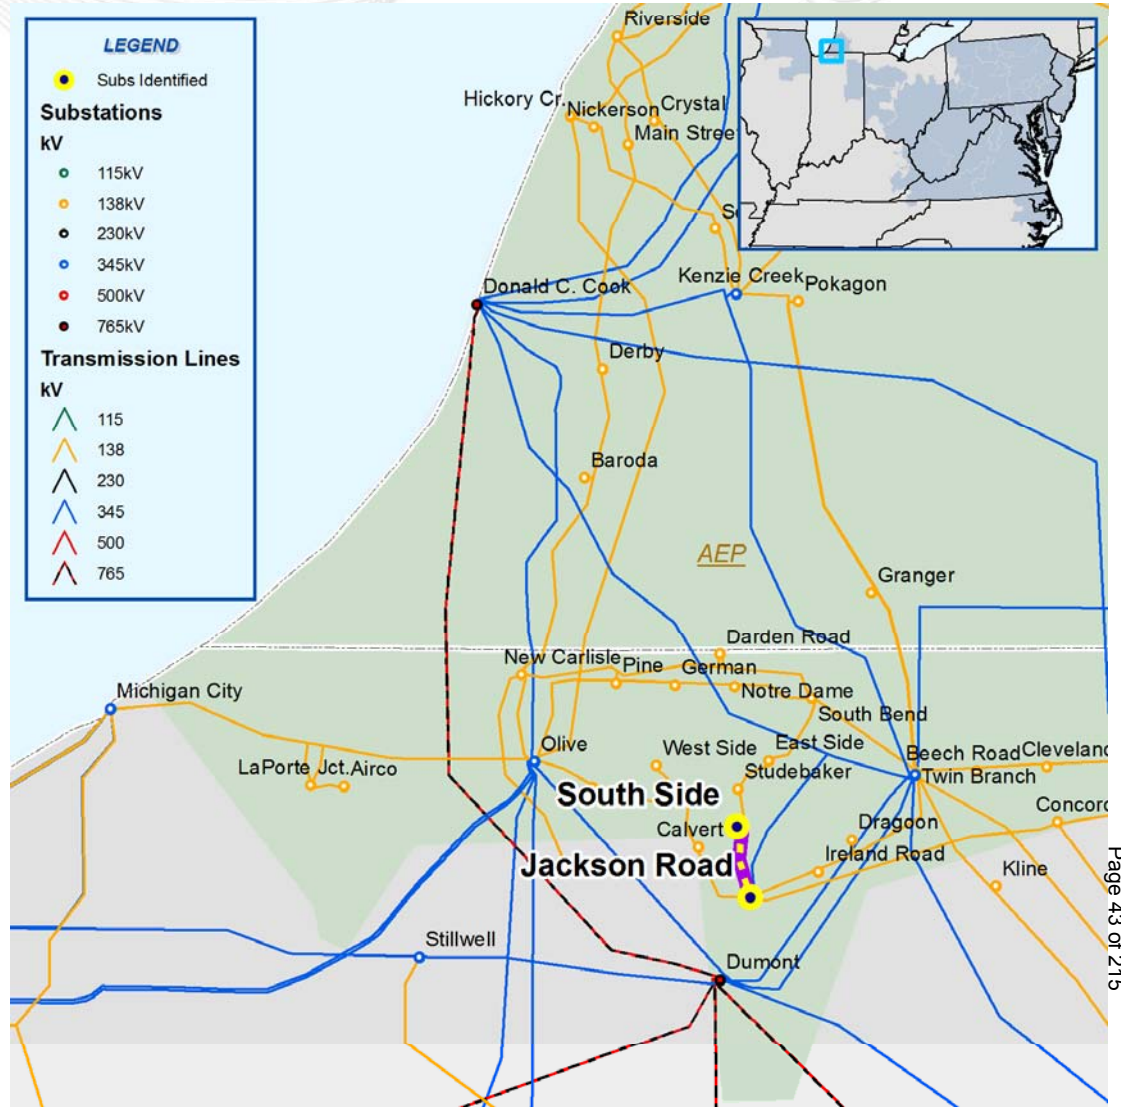 LEGEND
Subs Identified
Substations
kV
115kV
138kV
230kV
345kV
500kV
765kV
Transmission Lines
kV
115
138
230
345
500
765
Riverside
Hickory Cr.
Nickerson
Crystal
Main Stree
Donald C. Cook
Kenzie Creek
Pokagon
Derby
Baroda
AEP
Granger
Darden Road
New Carlisle
Pine
German
Notre Dame
Michigan City
South Bend
Olive
West Side
East Side
Beech Road
Cleveland
LaPorte Jct.
Airco
Studebaker
Twin Branch
South Side
Concord
Calvert
Dragoon
Jackson Road
Ireland Road
Kline
Stillwell
Dumont
Page 43 of 215